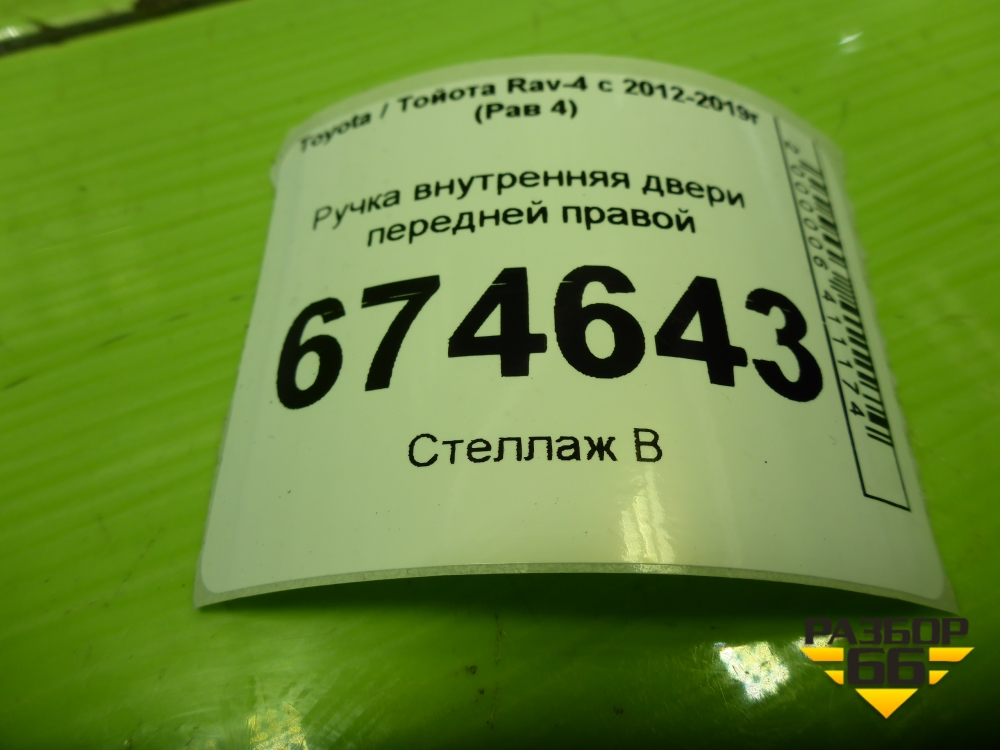 Toyota / Тойота Rav-4 с 2012-2019г
(Рав 4)
Ручка внутренняя двери
передней правой
674643
Стеллаж В
2000006411174
РАЗБОР
66